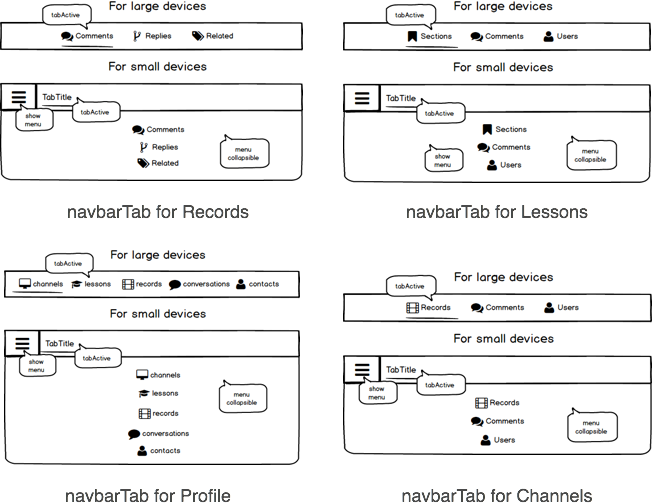 For large devices
tabActive
Comments Replies Related
For small devices
TabTitle
tabActive
show
menu
Comments
Replies
Related
menu
collapsible
navbarTab for Records
For large devices
tabActive
Sections Comments Users
For small devices
TabTitle
tabActive
Sections
Comments
Users
show
menu
menu
collapsible
navbarTab for Lessons
For large devices
tabActive
channels lessons records conversations contacts
For small devices
TabTitle
tabActive
show
menu
channels
lessons
records
conversations
contacts
menu
collapsible
navbarTab for Profile
For large devices
tabActive
Records Comments Users
For small devices
TabTitle
tabActive
show
menu
Records
Comments
Users
menu
collapsible
navbarTab for Channels